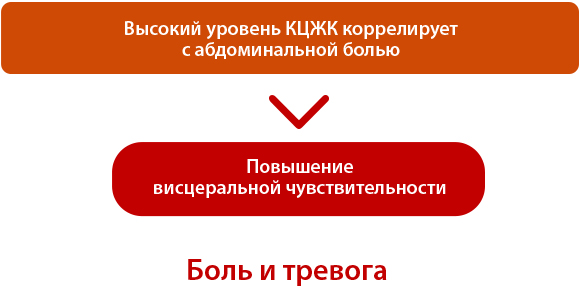 Высокий уровень КЦЖК коррелирует
с абдоминальной болью
Повышение
висцеральной чувствительности
Боль и тревога